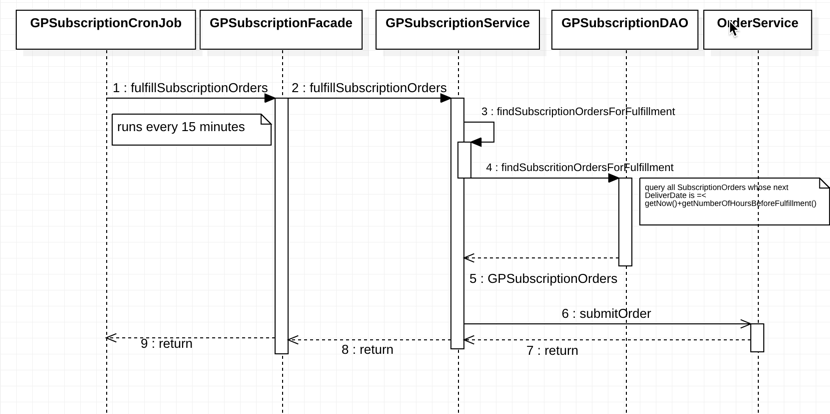 GPSubscriptionCronJob
GPSubscriptionFacade
GPSubscriptionService
GPSubscriptionDAO
OrderService
1 : fulfillSubscriptionOrders
2 : fulfillSubscriptionOrders
runs every 15 minutes
3 : findSubscriptionOrdersForFulfillment
4 : findSubscritionOrdersForFulfillment
query all SubscriptionOrders whose next
DeliverDate is =<
getNow()+getNumberOfHoursBeforeFulfillment()
5 : GPSubscriptionOrders
6 : submitOrder
7 : return
8 : return
9 : return